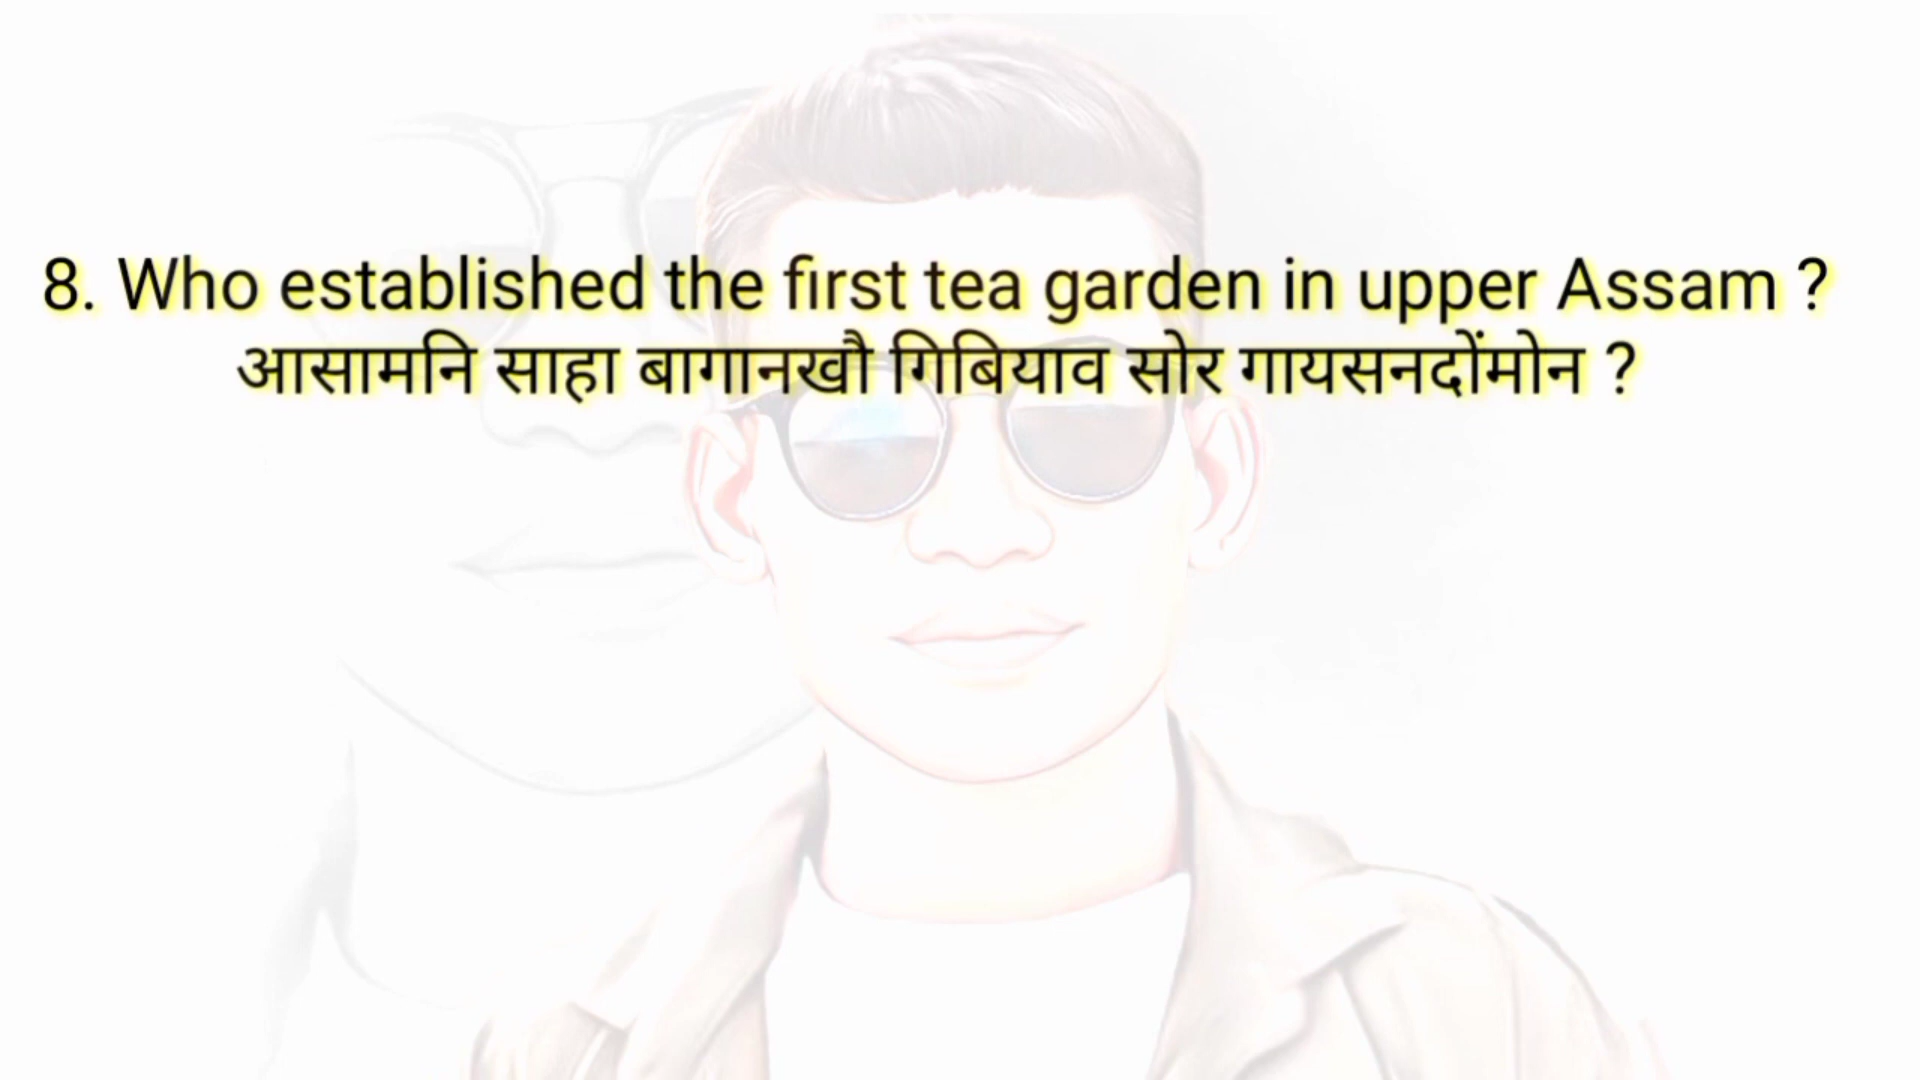 8. Who established the first tea garden in upper Assam ?
आसामनि साहा बागानखौ गिबियाव सोर गायसनदोंमोन ?